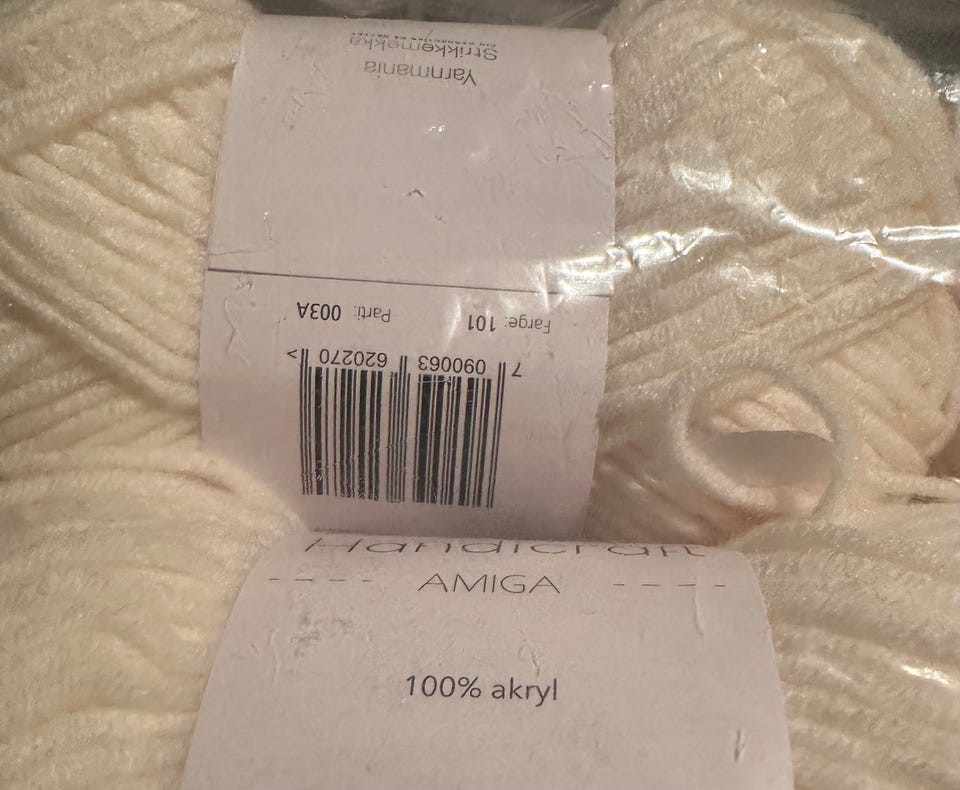 7 090063 620270 >
Farge: 101 Parti: 003A
Yarnmania
Strikkemekka
Handicraft
AMIGA
100% akryl